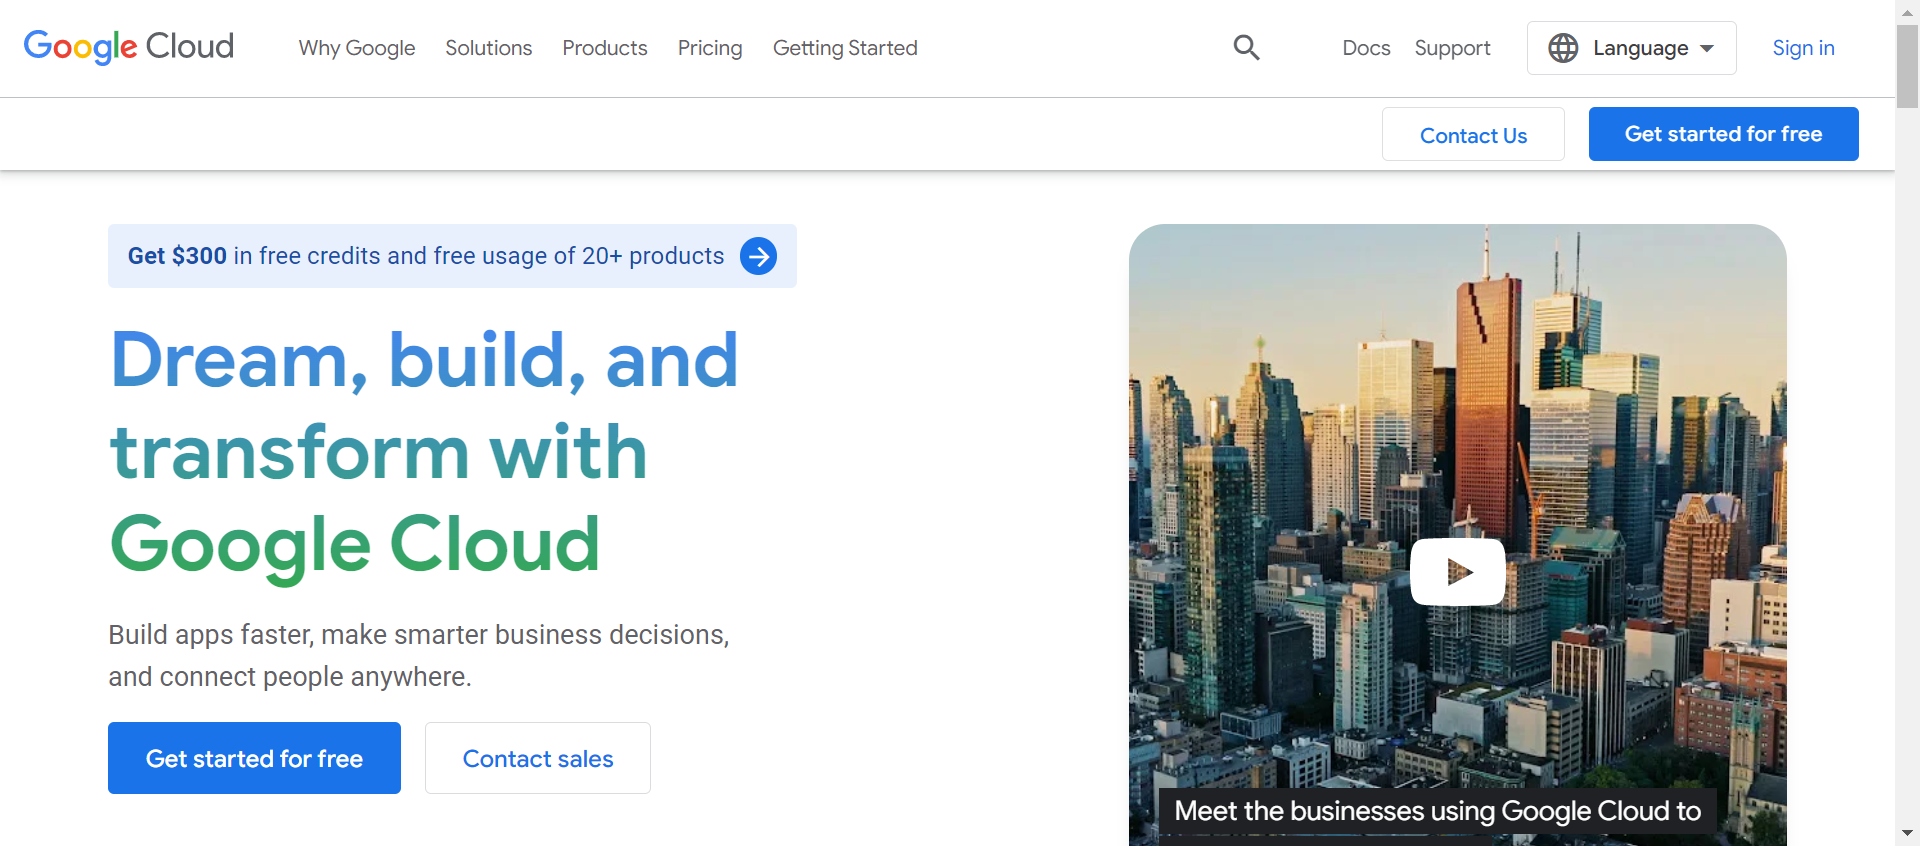 Google Cloud
Why Google
Solutions
Products
Pricing
Getting Started
Docs
Support
Language
Sign in
Contact Us
Get started for free
Get $300 in free credits and free usage of 20+ products
Dream, build, and
transform with
Google Cloud
Build apps faster, make smarter business decisions,
and connect people anywhere.
Get started for free
Contact sales
Meet the businesses using Google Cloud to